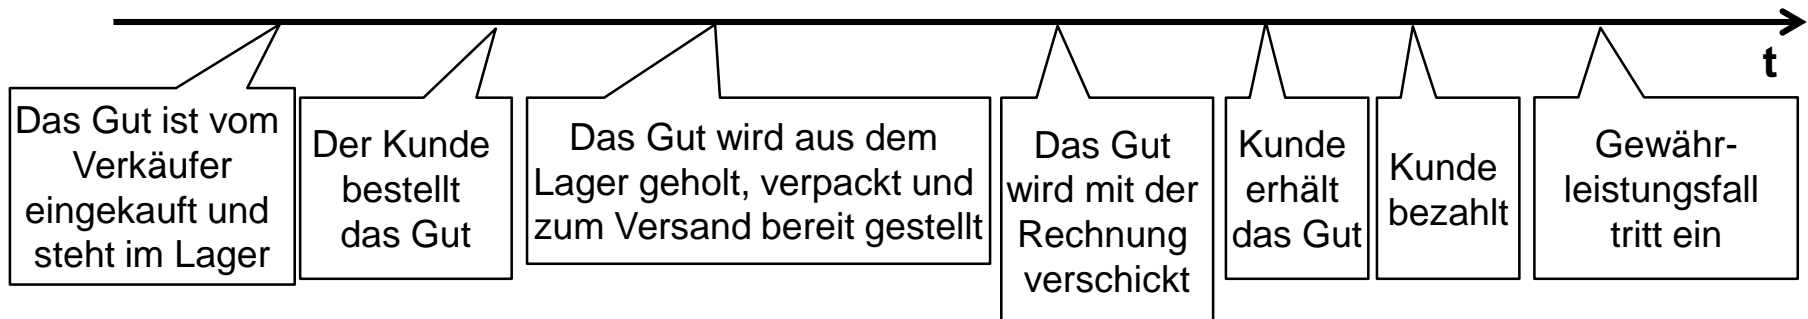 t
Das Gut ist vom
Verkäufer
eingekauft und
steht im Lager
Der Kunde
bestellt
das Gut
Das Gut wird aus dem
Lager geholt, verpackt und
zum Versand bereit gestellt
Das Gut
wird mit der
Rechnung
verschickt
Kunde
erhält
das Gut
Kunde
bezahlt
Gewähr-
leistungsfall
tritt ein